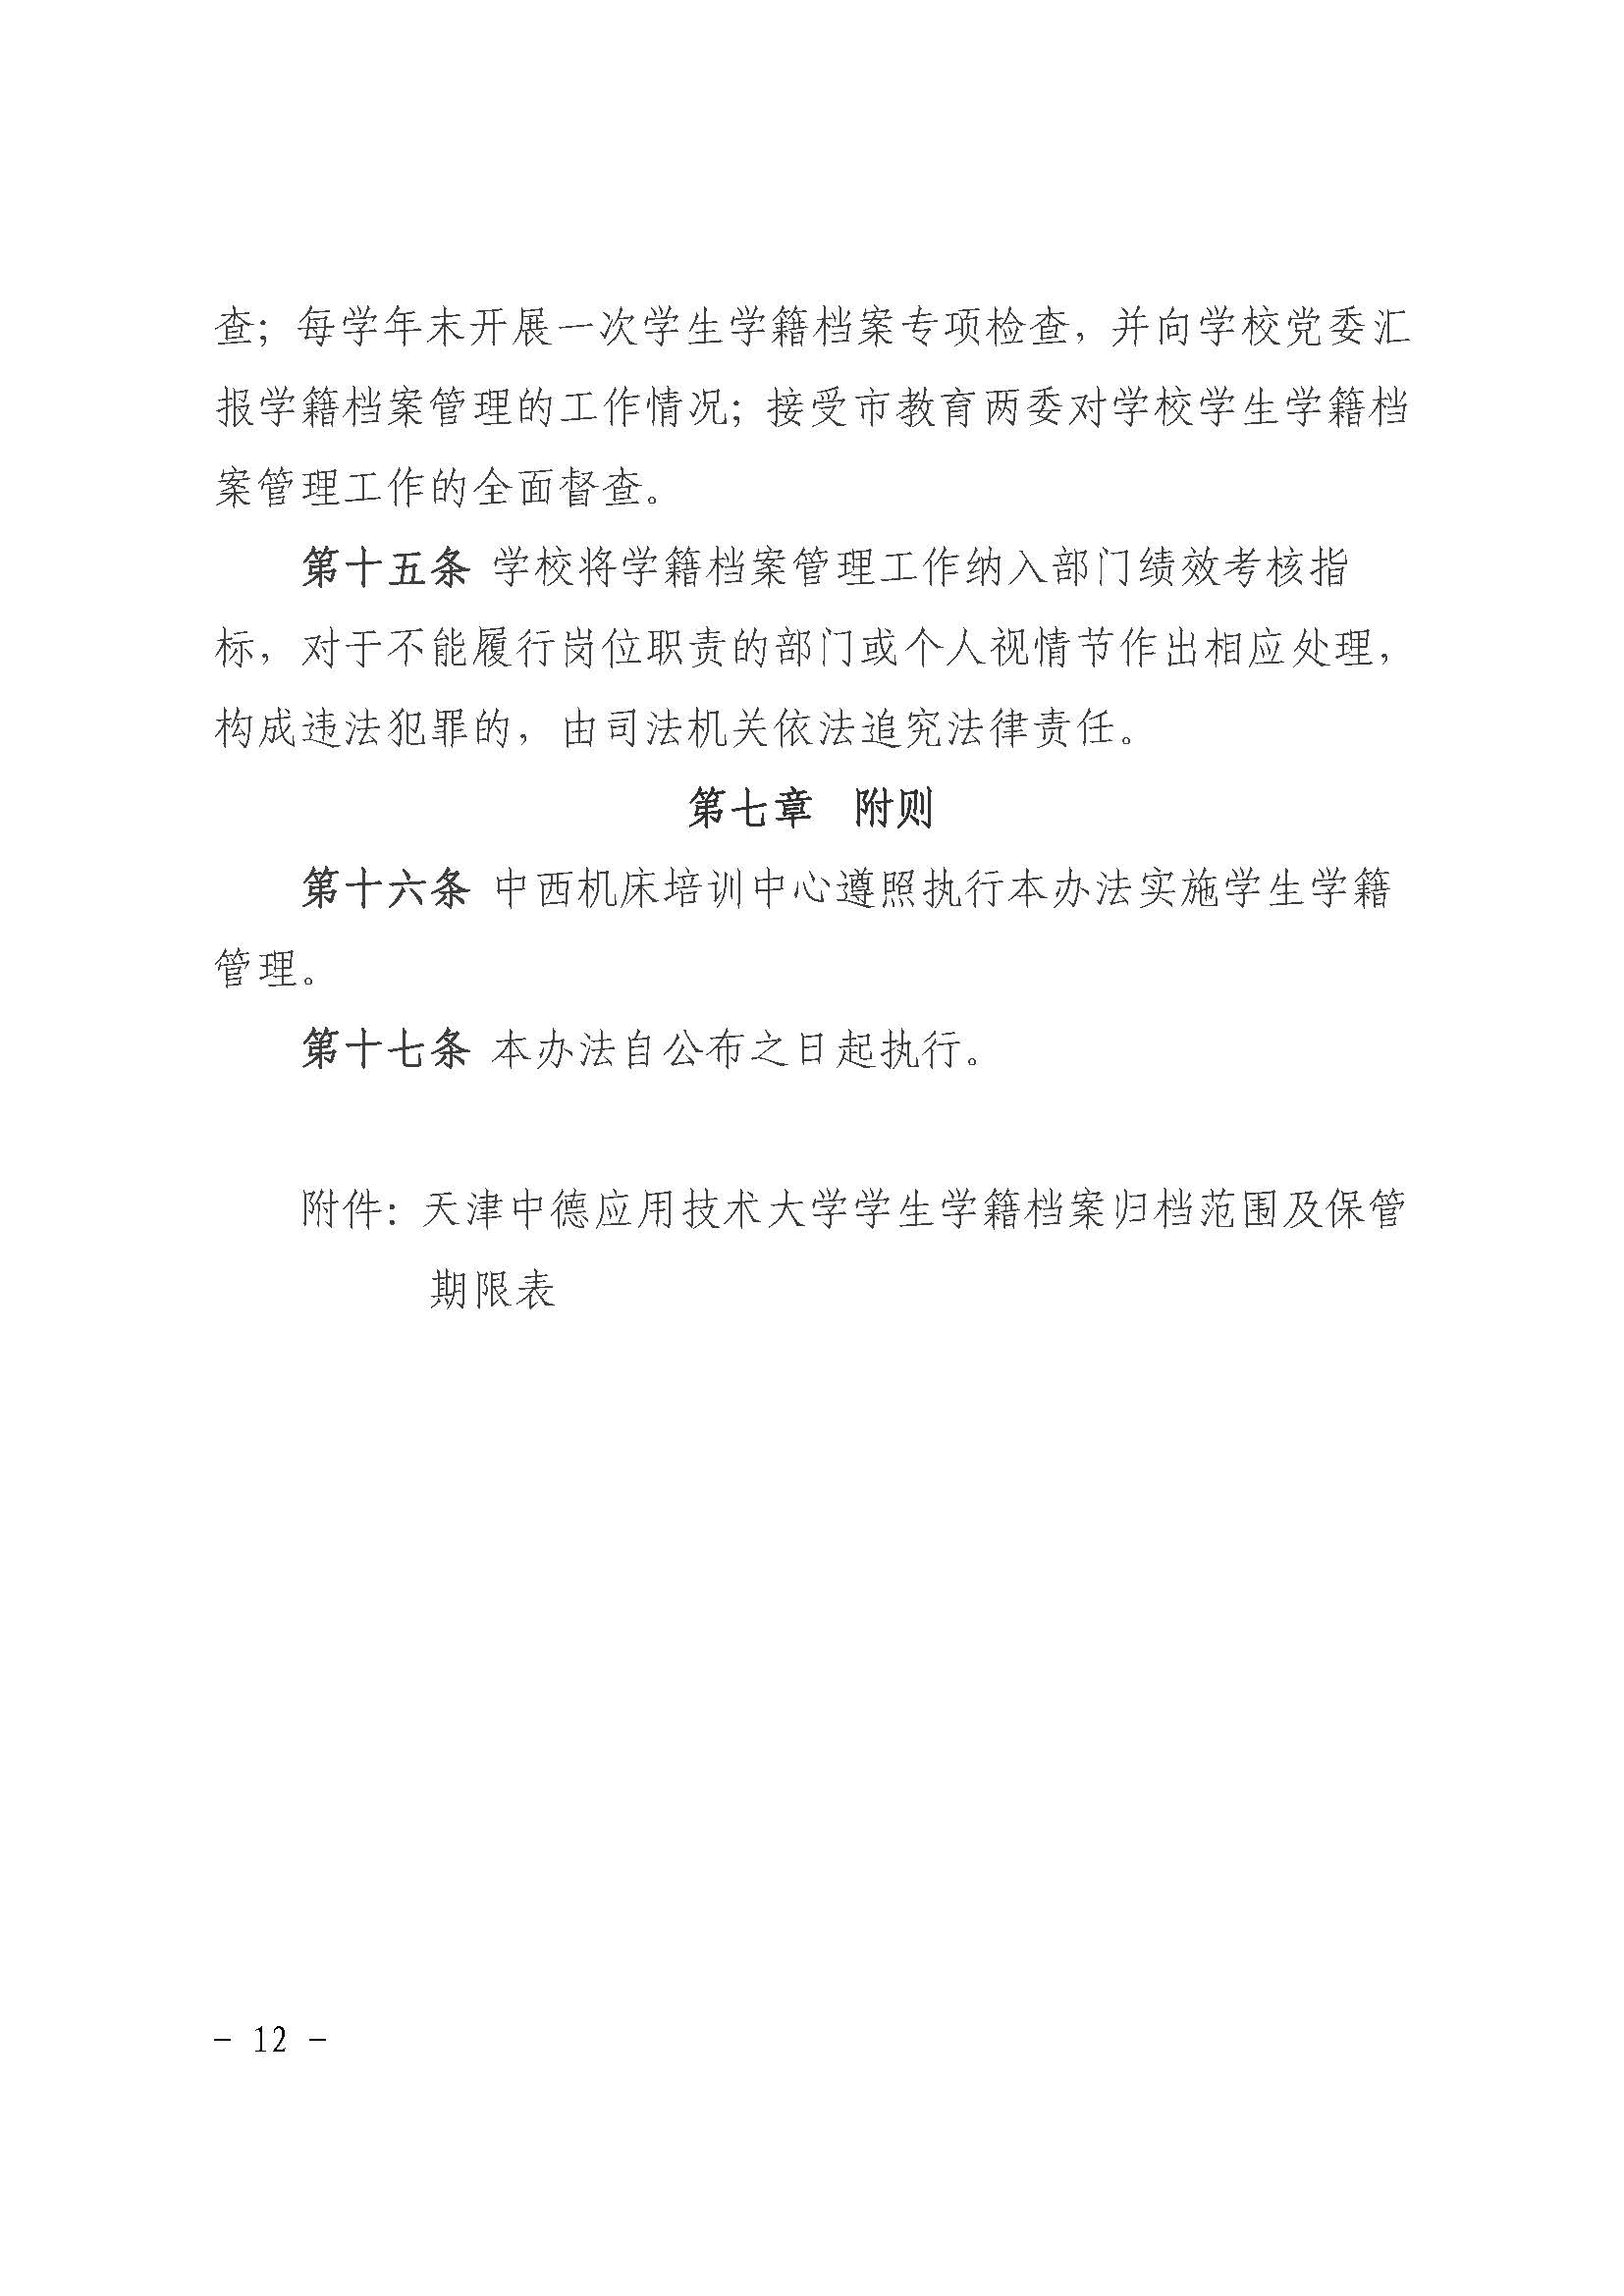 查；每学年末开展一次学生学籍档案专项检查，并向学校党委汇
报学籍档案管理的工作情况；接受市教育两委对学校学生学籍档
案管理工作的全面督查。
第十五条 学校将学籍档案管理工作纳入部门绩效考核指
标，对于不能履行岗位职责的部门或个人视情节作出相应处理，
构成违法犯罪的，由司法机关依法追究法律责任。
第七章 附则
第十六条 中西机床培训中心遵照执行本办法实施学生学籍
管理。
第十七条 本办法自公布之日起执行。
附件：天津中德应用技术大学学生学籍档案归档范围及保管
期限表
- 12 -